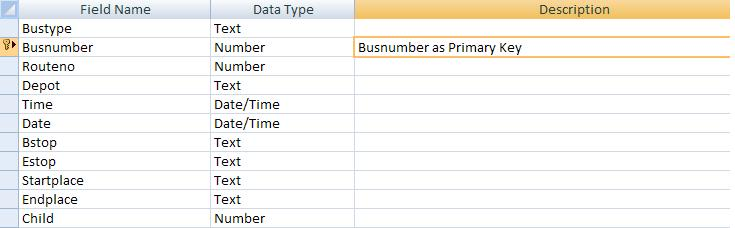 Field Name Data Type Description
Bustype Text
Busnumber Number Busnumber as Primary Key
Routeno Number
Depot Text
Time Date/Time
Date Date/Time
Bstop Text
Estop Text
Startplace Text
Endplace Text
Child Number